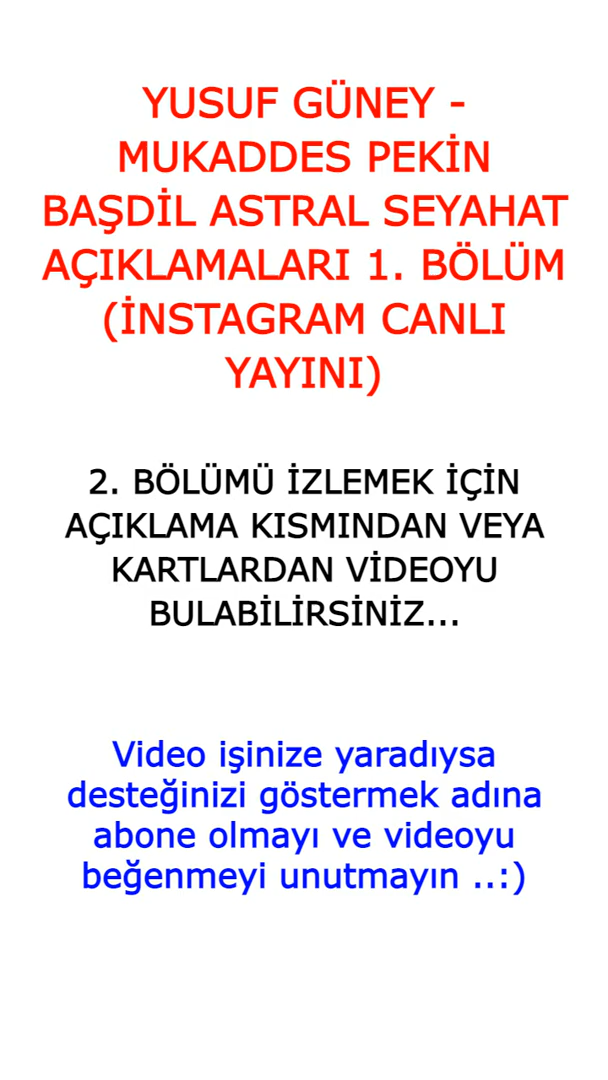 YUSUF GÜNEY -
MUKADDES PEKİN
BAŞDİL ASTRAL SEYAHAT
AÇIKLAMALARI 1. BÖLÜM
(İNSTAGRAM CANLI
YAYINI)
2. BÖLÜMÜ İZLEMEK İÇİN
AÇIKLAMA KISMINDAN VEYA
KARTLARDAN VİDEOYU
BULABİLİRSİNİZ...
Video işinize yaradıysa
desteğinizi göstermek adına
abone olmayı ve videoyu
beğenmeyi unutmayın ..:)